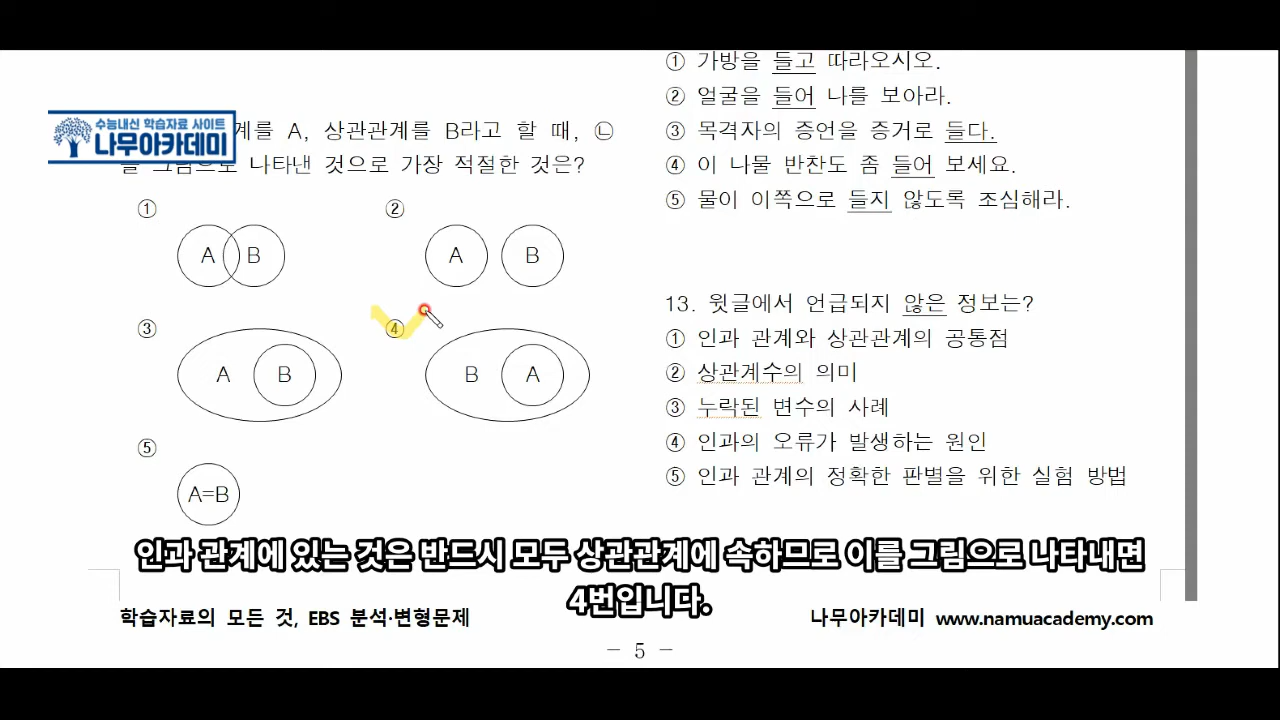 수능내신 학습자료 사이트
나무아카데미
계를 A, 상관관계를 B라고 할 때, ㉡
를 그림으로 나타낸 것으로 가장 적절한 것은?
① ②
A B A B
③ ④
A B B A
⑤
A=B
① 가방을 들고 따라오시오.
② 얼굴을 들어 나를 보아라.
③ 목격자의 증언을 증거로 들다.
④ 이 나물 반찬도 좀 들어 보세요.
⑤ 물이 이쪽으로 들지 않도록 조심해라.
13. 윗글에서 언급되지 않은 정보는?
① 인과 관계와 상관관계의 공통점
② 상관계수의 의미
③ 누락된 변수의 사례
④ 인과의 오류가 발생하는 원인
⑤ 인과 관계의 정확한 판별을 위한 실험 방법
인과 관계에 있는 것은 반드시 모두 상관관계에 속하므로 이를 그림으로 나타내면
4번입니다.
학습자료의 모든 것, EBS 분석·변형문제
나무아카데미 www.namuacademy.com
- 5 -